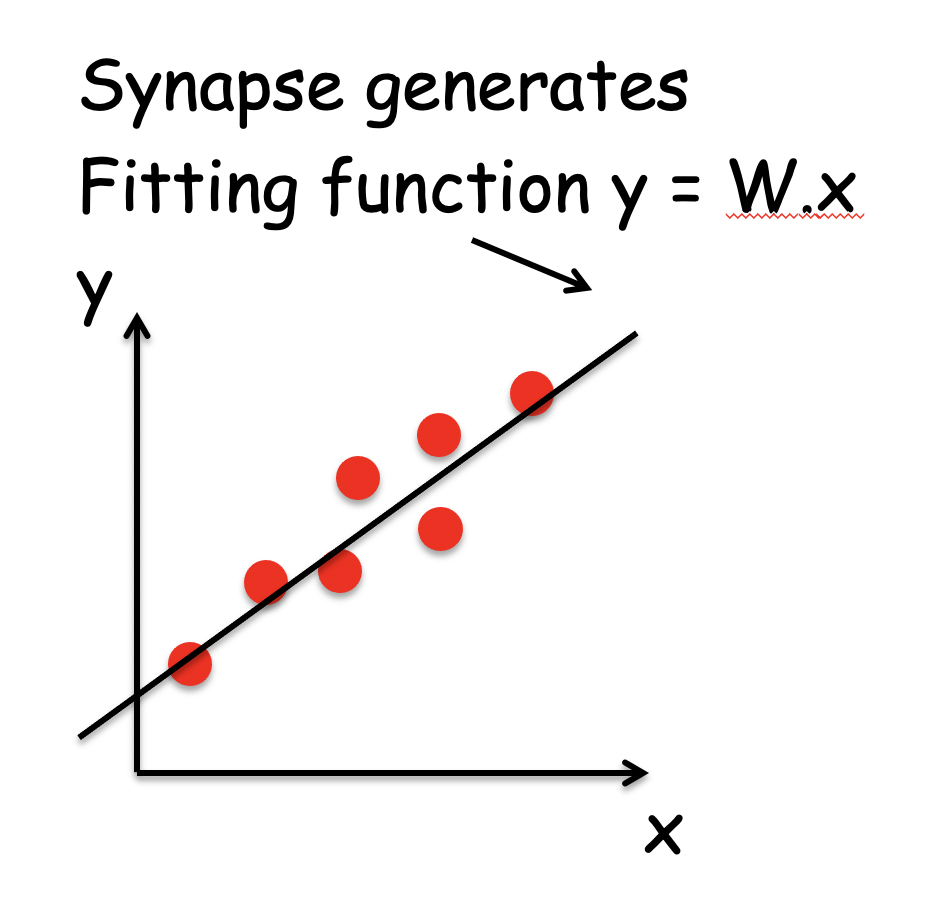 Synapse generates
Fitting function y = W.x
y
x